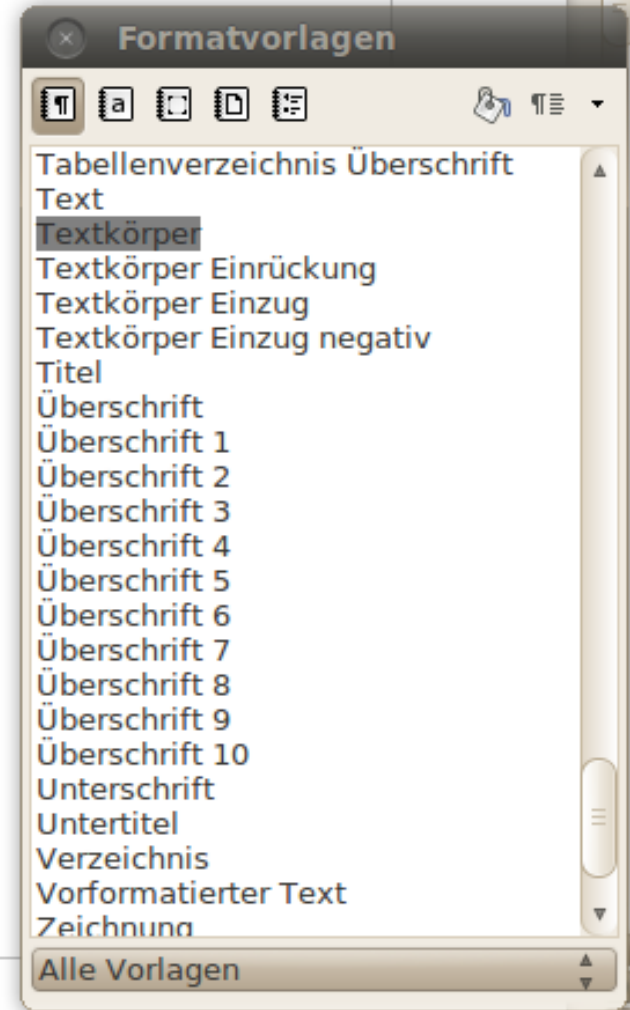 Formatvorlagen
Tabellenverzeichnis Überschrift
Text
Textkörper
Textkörper Einrückung
Textkörper Einzug
Textkörper Einzug negativ
Titel
Überschrift
Überschrift 1
Überschrift 2
Überschrift 3
Überschrift 4
Überschrift 5
Überschrift 6
Überschrift 7
Überschrift 8
Überschrift 9
Überschrift 10
Unterschrift
Untertitel
Verzeichnis
Vorformatierter Text
Zeichnung
Alle Vorlagen